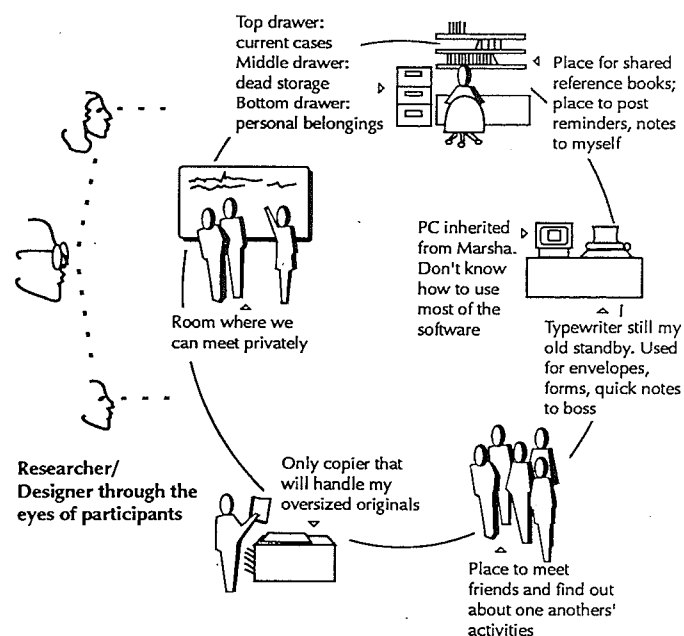 Top drawer:
current cases
Middle drawer:
dead storage
Bottom drawer:
personal belongings
Place for shared
reference books;
place to post
reminders, notes
to myself
PC inherited
from Marsha.
Don't know
how to use
most of the
software
Typewriter still my
old standby. Used
for envelopes,
forms, quick notes
to boss
Room where we
can meet privately
Researcher/
Designer through the
eyes of participants
Only copier that
will handle my
oversized originals
Place to meet
friends and find out
about one anothers'
activities